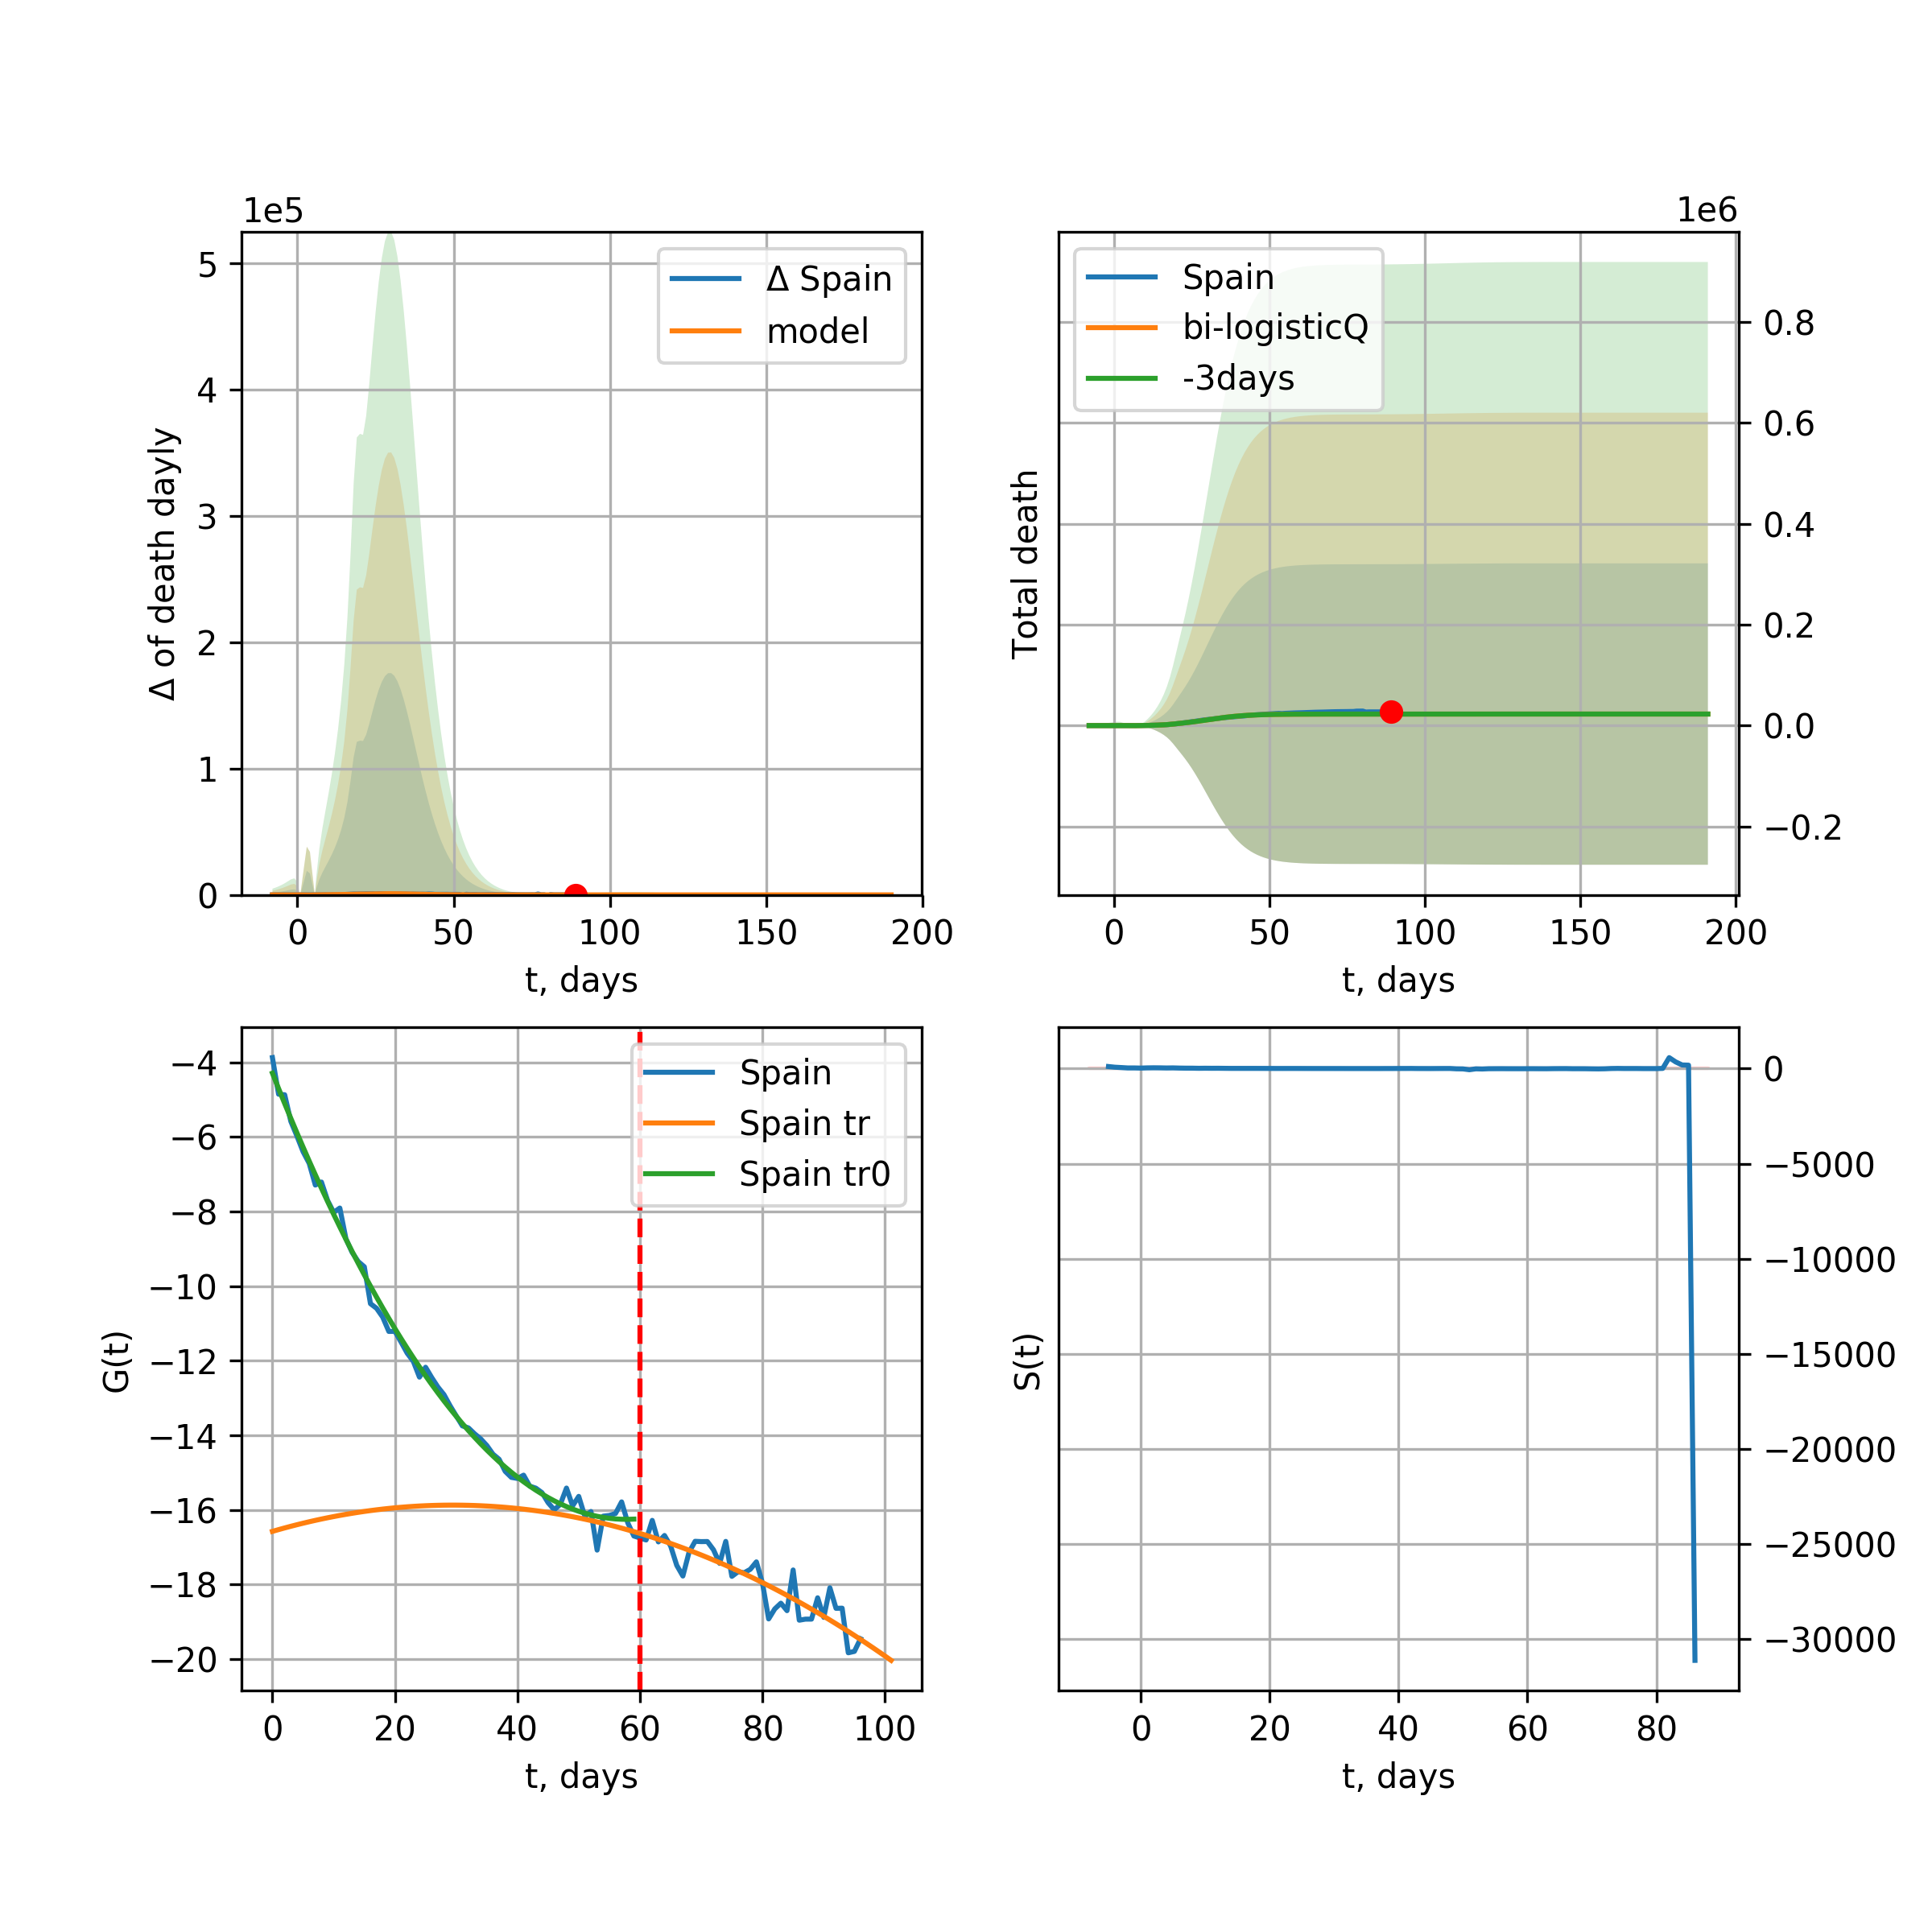 1e5
5
4
3
2
1
0
Δ of death dayly
Δ Spain
model
0 50 100 150 200
t, days
1e6
Spain
bi-logisticQ
-3days
Total death
0.8
0.6
0.4
0.2
0.0
−0.2
0 50 100 150 200
t, days
−4
−6
−8
−10
−12
−14
−16
−18
−20
G(t)
Spain
Spain tr
Spain tr0
0 20 40 60 80 100
t, days
S(t)
0
−5000
−10000
−15000
−20000
−25000
−30000
0 20 40 60 80
t, days